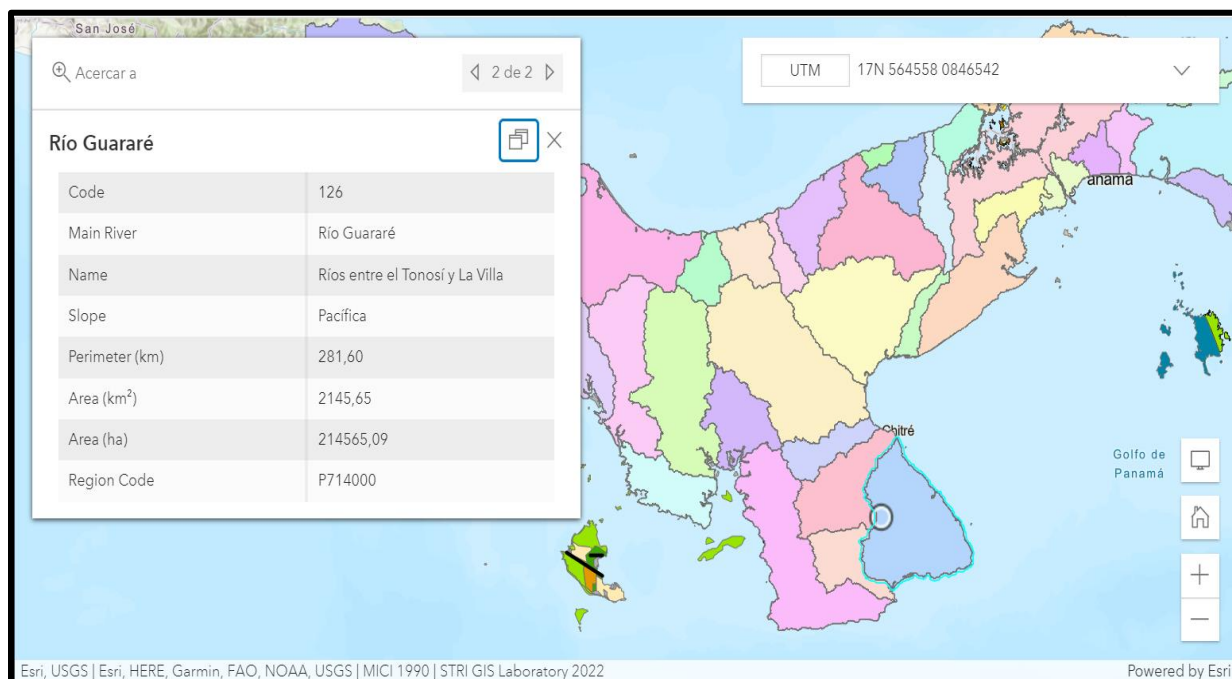 San José
Acercar a
2 de 2
UTM
17N 564558 0846542
Río Guararé
Code 126
Main River Río Guararé
Name Ríos entre el Tonosí y La Villa
Slope Pacífica
Perimeter (km) 281,60
Area (km²) 2145,65
Area (ha) 214565,09
Region Code P714000
anamá
Chitré
Golfo de
Panamá
Esri, USGS | Esri, HERE, Garmin, FAO, NOAA, USGS | MICI 1990 | STRI GIS Laboratory 2022
Powered by Esri